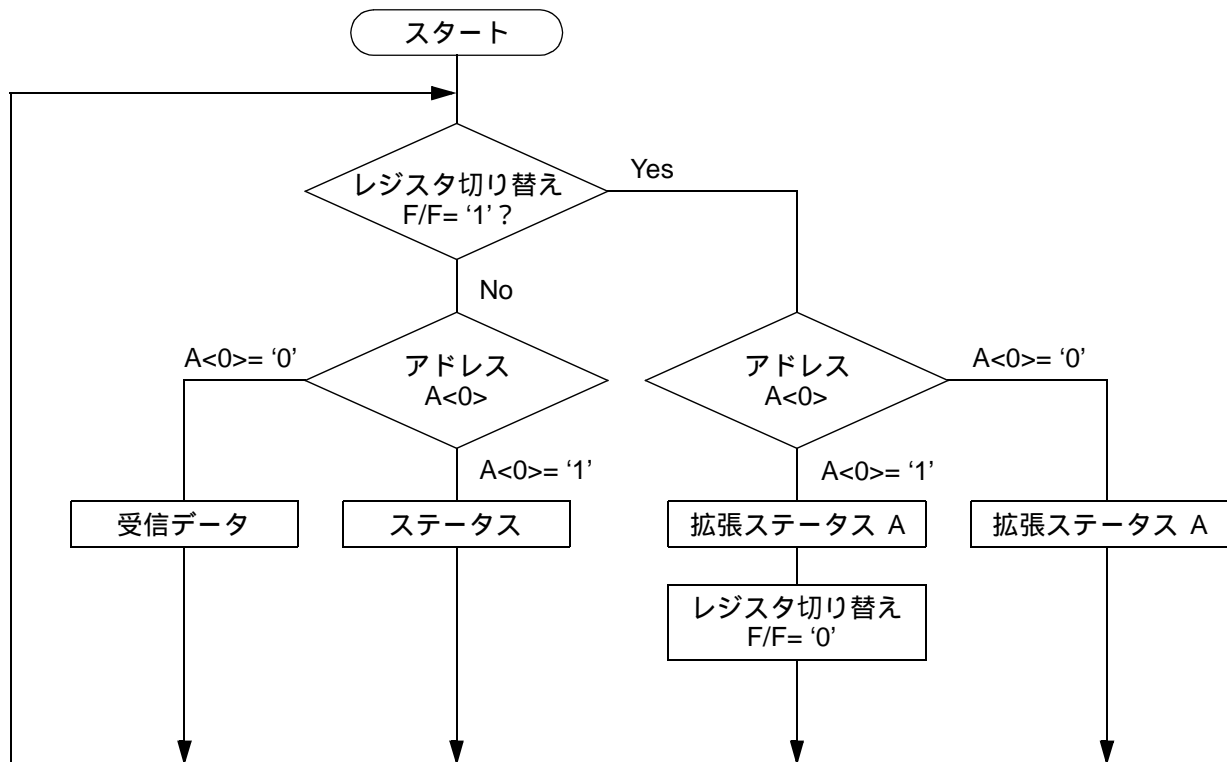 スタート
レジスタ切り替え
F/F= ‘1’ ?
Yes
No
アドレス
A<0>
A<0>= ‘0’
A<0>= ‘1’
アドレス
A<0>
A<0>= ‘0’
A<0>= ‘1’
受信データ
ステータス
拡張ステータス A
拡張ステータス A
レジスタ切り替え
F/F= ‘0’